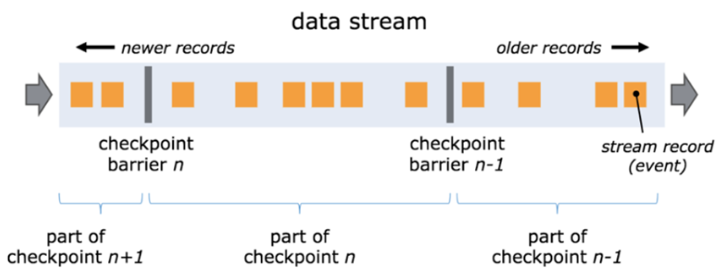 data stream
newer records
older records
checkpoint
barrier n
checkpoint
barrier n-1
stream record
(event)
part of
checkpoint n+1
part of
checkpoint n
part of
checkpoint n-1